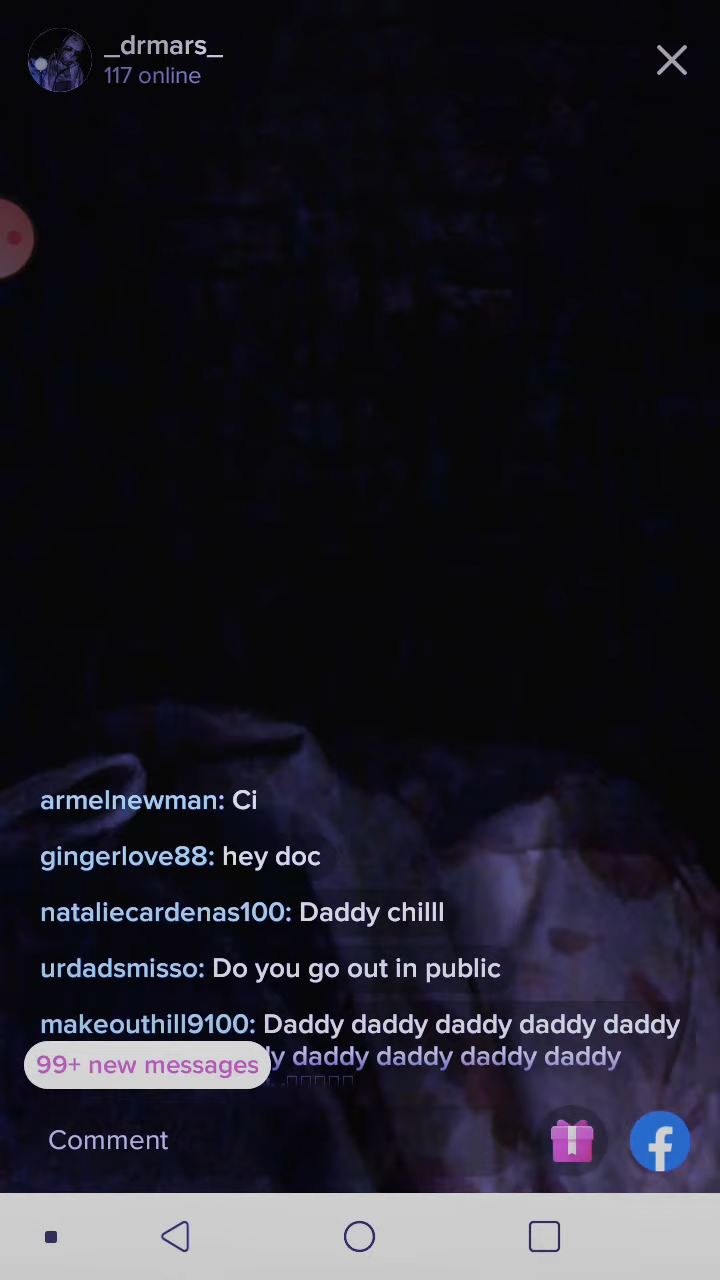 _drmars_
117 online
armelnewman: Ci
gingerlove88: hey doc
nataliecardenas100: Daddy chilll
urdadsmisso: Do you go out in public
makeouthill9100: Daddy daddy daddy daddy daddy
daddy daddy daddy daddy
99+ new messages
Comment